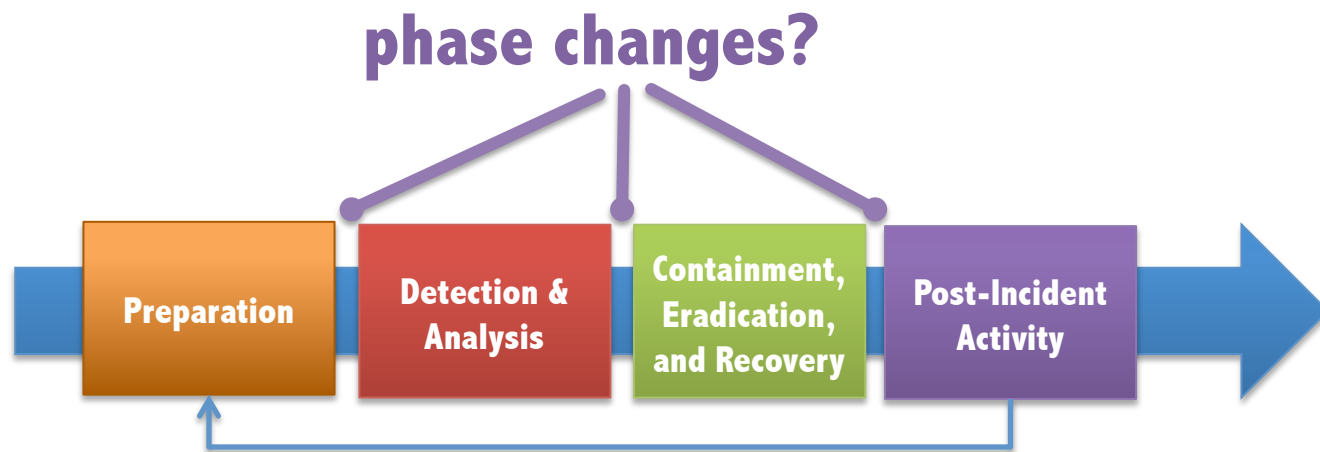 phase changes?
Preparation
Detection &
Analysis
Containment,
Eradication,
and Recovery
Post-Incident
Activity